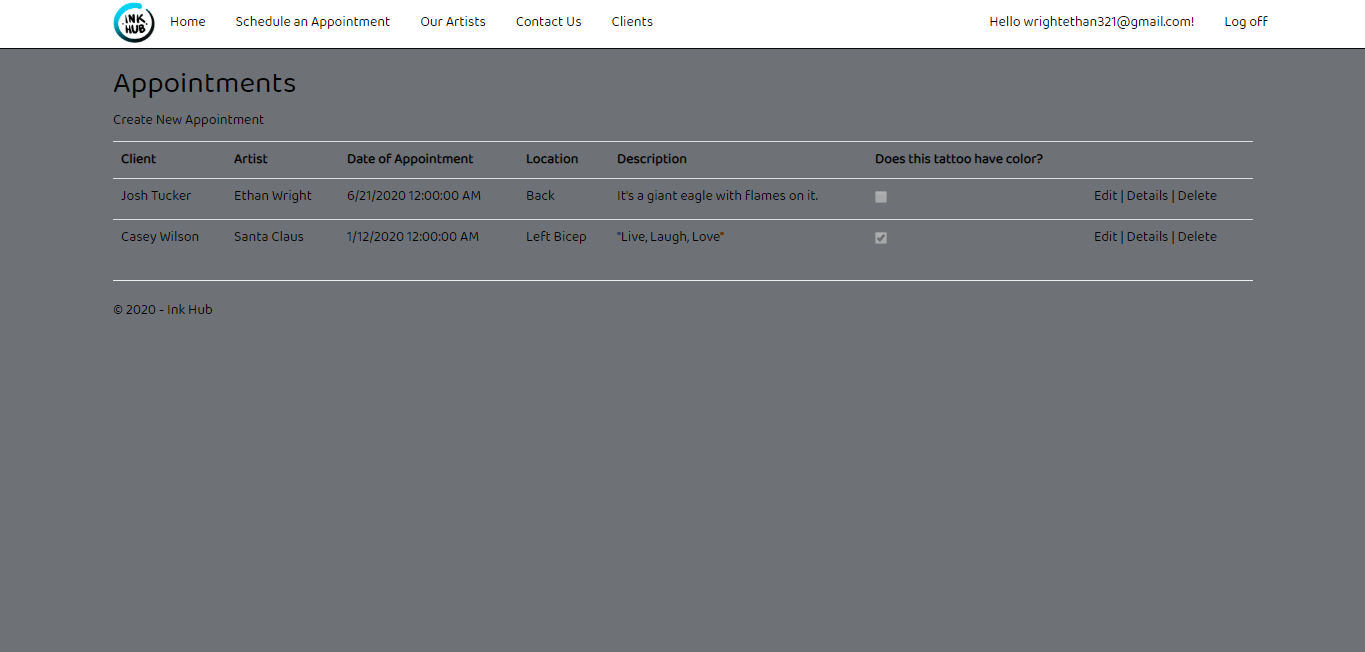 INK HUB Home Schedule an Appointment Our Artists Contact Us Clients Hello wrightethan321@gmail.com! Log off
Appointments
Create New Appointment
Client Artist Date of Appointment Location Description Does this tattoo have color?
Josh Tucker Ethan Wright 6/21/2020 12:00:00 AM Back It's a giant eagle with flames on it. Edit | Details | Delete
Casey Wilson Santa Claus 1/12/2020 12:00:00 AM Left Bicep "Live, Laugh, Love" Edit | Details | Delete
© 2020 - Ink Hub